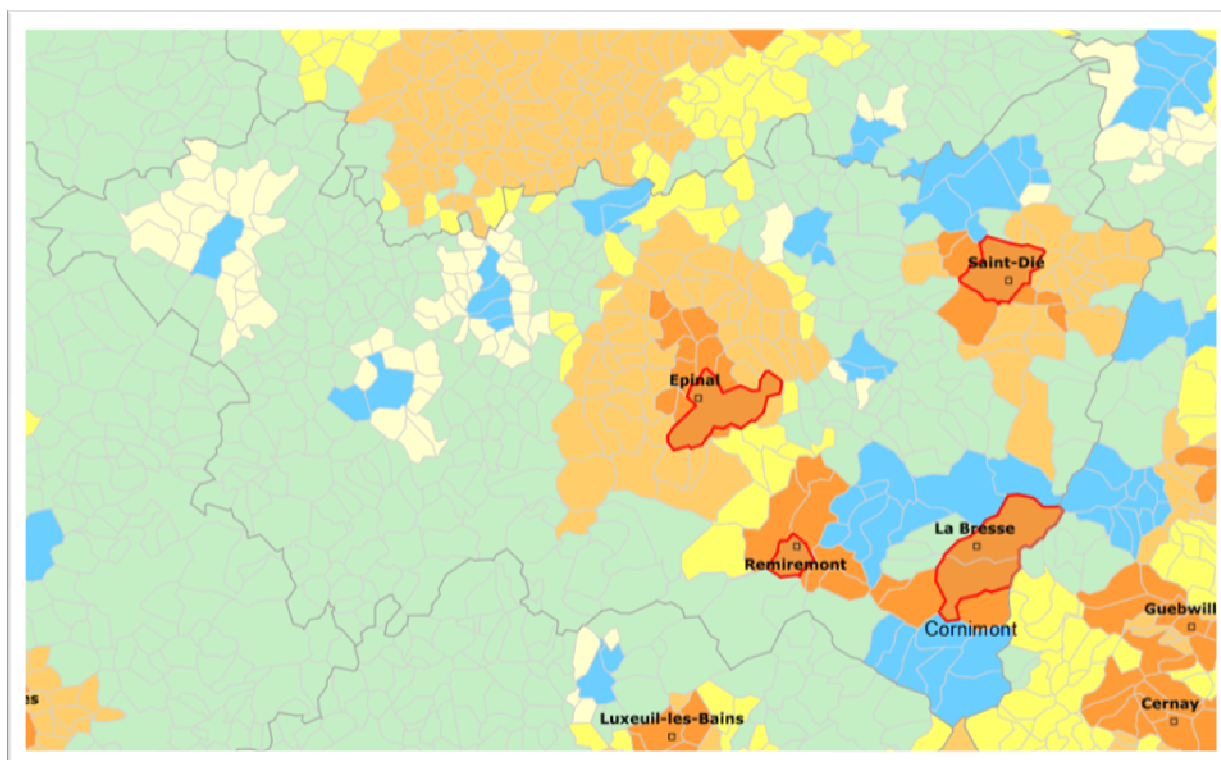 Saint-Dié
Epinal
La Bresse
Remiremont
Guebwill
Cornimont
es
Cernay
Luxeuil-les-Bains